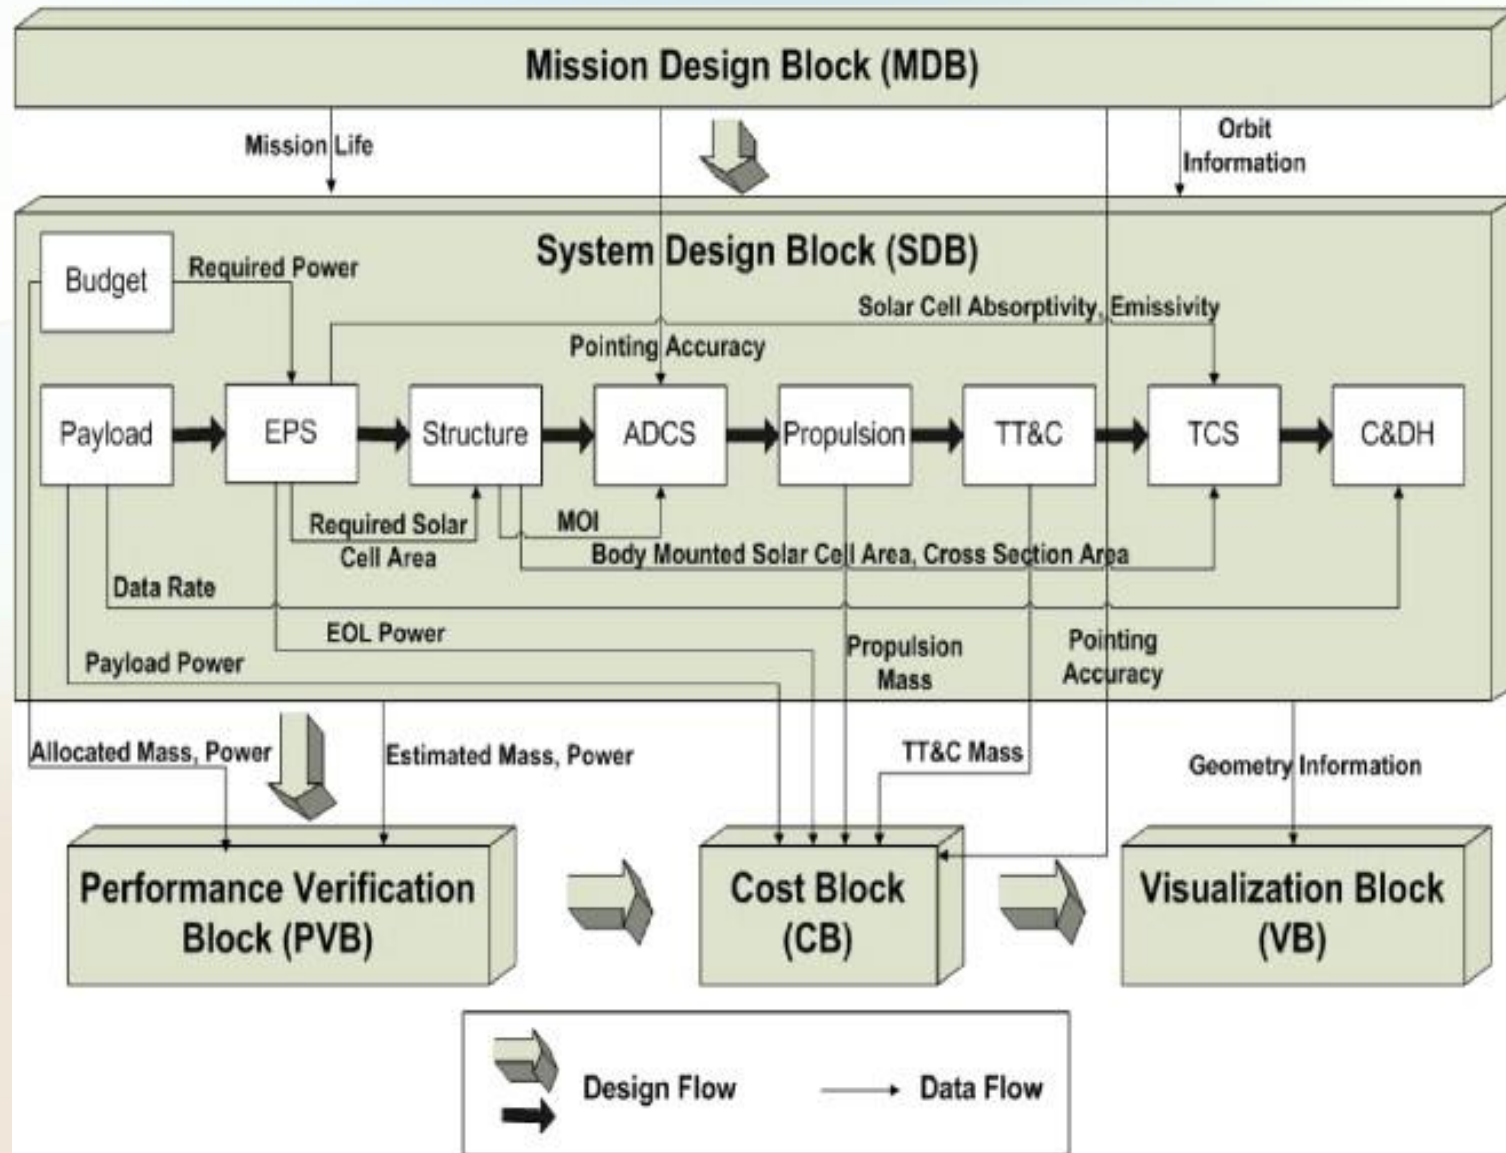 Mission Design Block (MDB)
Mission Life
Orbit
Information
System Design Block (SDB)
Budget
Required Power
Solar Cell Absorptivity, Emissivity
Pointing Accuracy
Payload
EPS
Structure
ADCS
Propulsion
TT&C
TCS
C&DH
Required Solar
Cell Area
MOI
Body Mounted Solar Cell Area, Cross Section Area
Data Rate
EOL Power
Payload Power
Propulsion
Mass
Pointing
Accuracy
Allocated Mass, Power
Estimated Mass, Power
TT&C Mass
Geometry Information
Performance Verification
Block (PVB)
Cost Block
(CB)
Visualization Block
(VB)
Design Flow
Data Flow